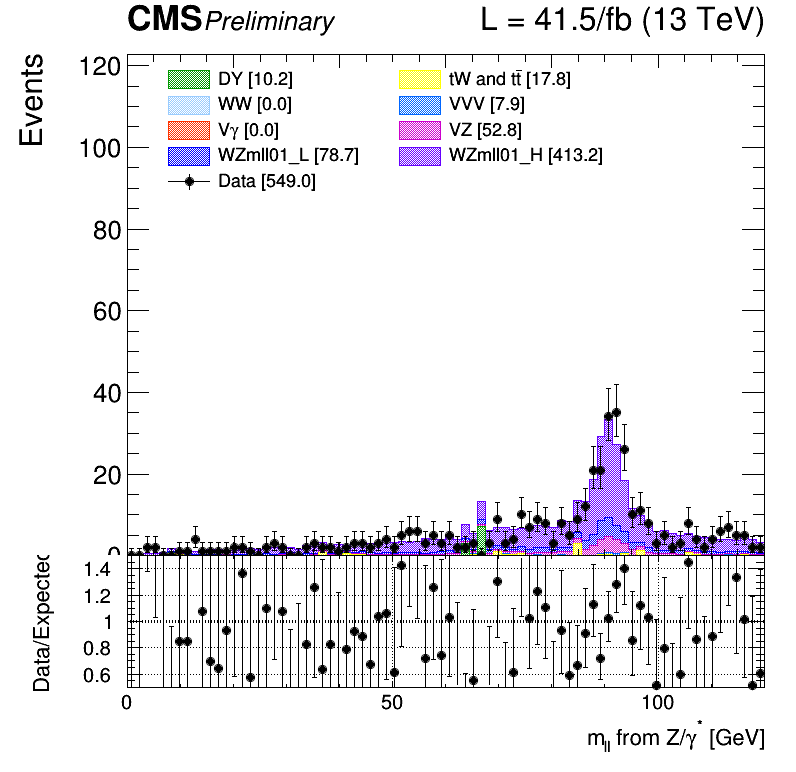 CMS Preliminary L = 41.5/fb (13 TeV)
Events
120
100
80
60
40
20
0
DY [10.2]
WW [0.0]
Vγ [0.0]
WZmll01_L [78.7]
Data [549.0]
tW and tt̄ [17.8]
VVV [7.9]
VZ [52.8]
WZmll01_H [413.2]
Data/Expected
1.4
1.2
1
0.8
0.6
0 50 100
m_ll from Z/γ* [GeV]